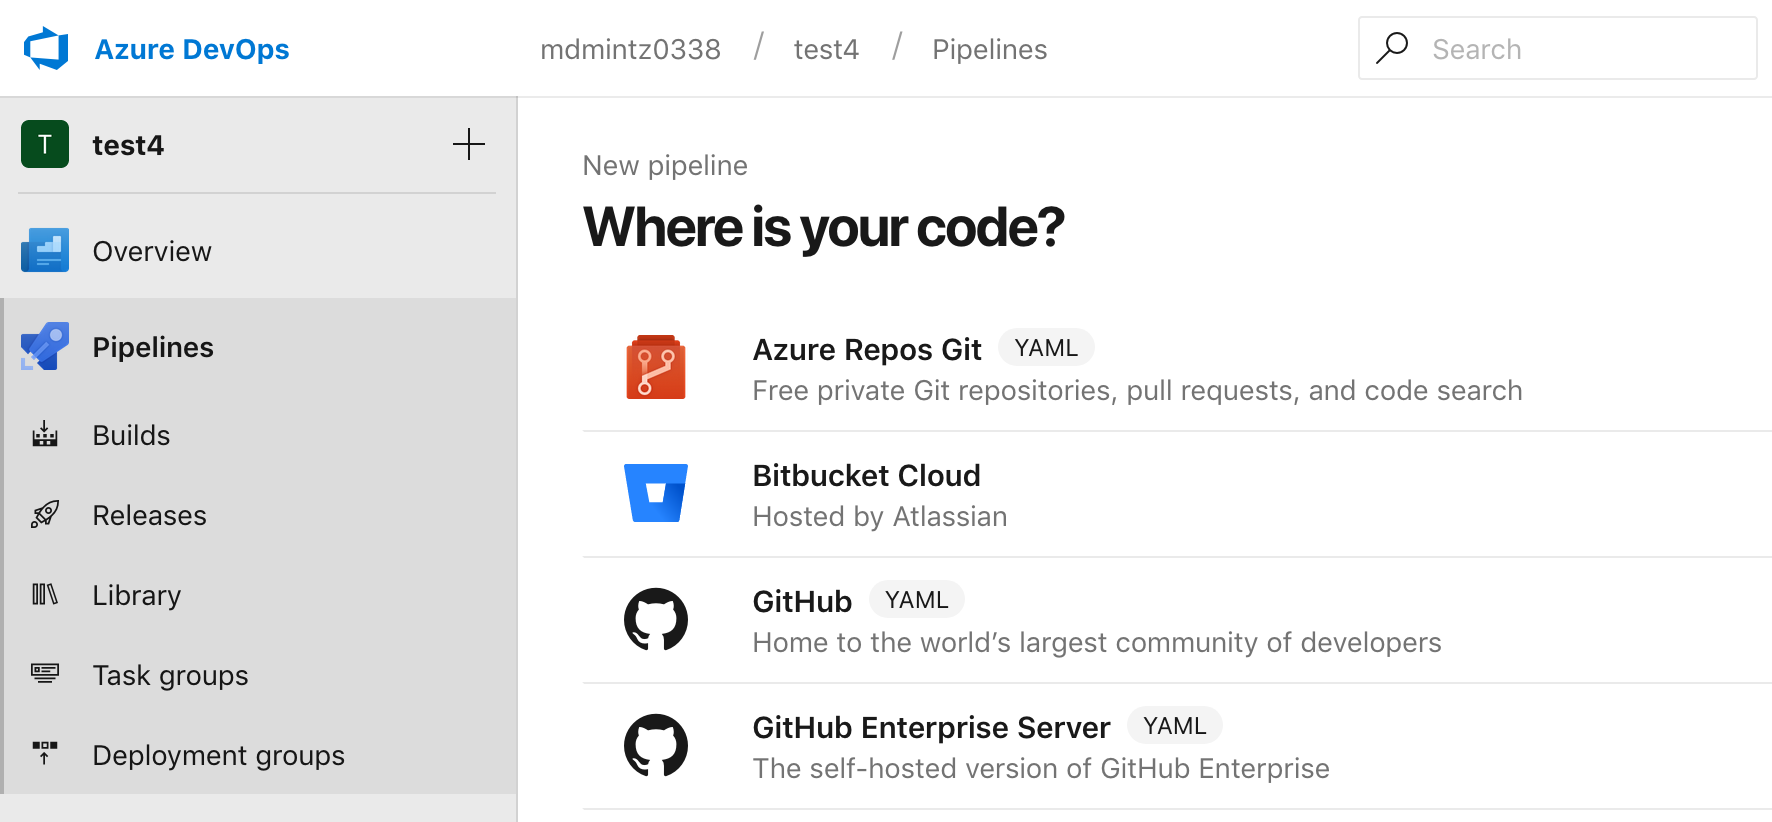 Azure DevOps
mdmintz0338 / test4 / Pipelines
Search
T
test4
Overview
Pipelines
Builds
Releases
Library
Task groups
Deployment groups
New pipeline
Where is your code?
Azure Repos Git YAML
Free private Git repositories, pull requests, and code search
Bitbucket Cloud
Hosted by Atlassian
GitHub YAML
Home to the world’s largest community of developers
GitHub Enterprise Server YAML
The self-hosted version of GitHub Enterprise